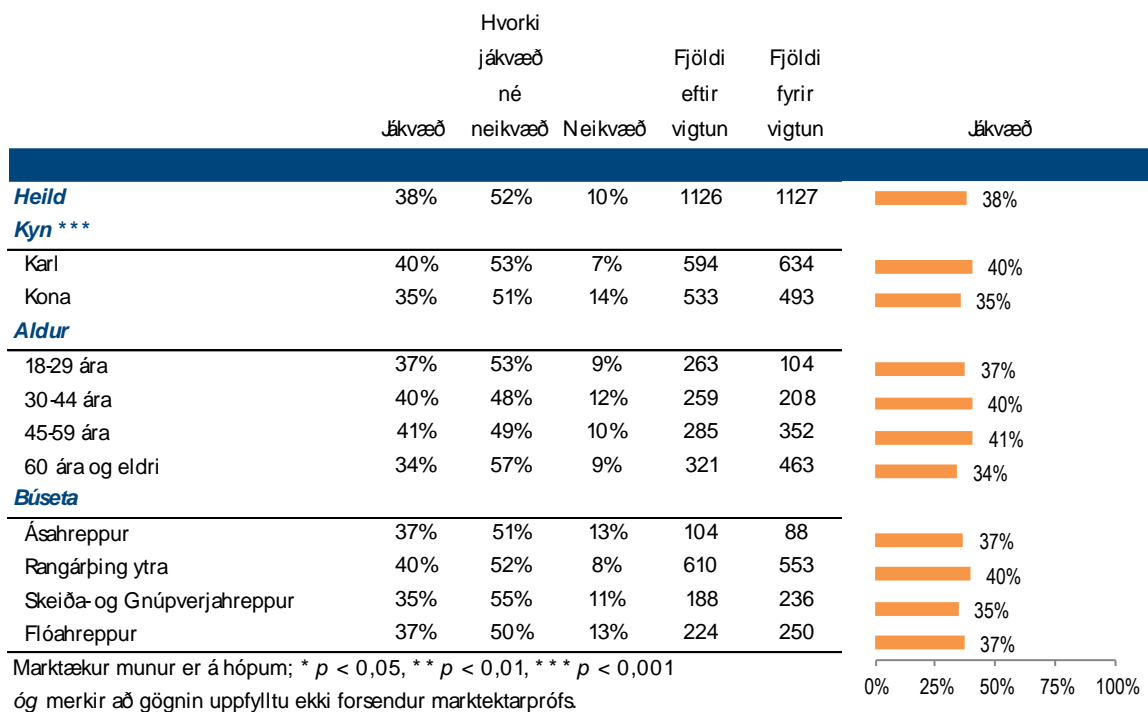 Hvorki
jákvæð Fjöldi Fjöldi
né eftir fyrir
Jákvæð neikvæð Neikvæð vigtun vigtun Jákvæð
Heild 38% 52% 10% 1126 1127 38%
Kyn ***
Karl 40% 53% 7% 594 634 40%
Kona 35% 51% 14% 533 493 35%
Aldur
18-29 ára 37% 53% 9% 263 104 37%
30-44 ára 40% 48% 12% 259 208 40%
45-59 ára 41% 49% 10% 285 352 41%
60 ára og eldri 34% 57% 9% 321 463 34%
Búseta
Ásahreppur 37% 51% 13% 104 88 37%
Rangárþing ytra 40% 52% 8% 610 553 40%
Skeiða- og Gnúpverjahreppur 35% 55% 11% 188 236 35%
Flóahreppur 37% 50% 13% 224 250 37%
Marktækur munur er á hópum; * p < 0,05, ** p < 0,01, *** p < 0,001
0% 25% 50% 75% 100%
óg merkir að gögnin uppfylltu ekki forsendur marktektarprófs.